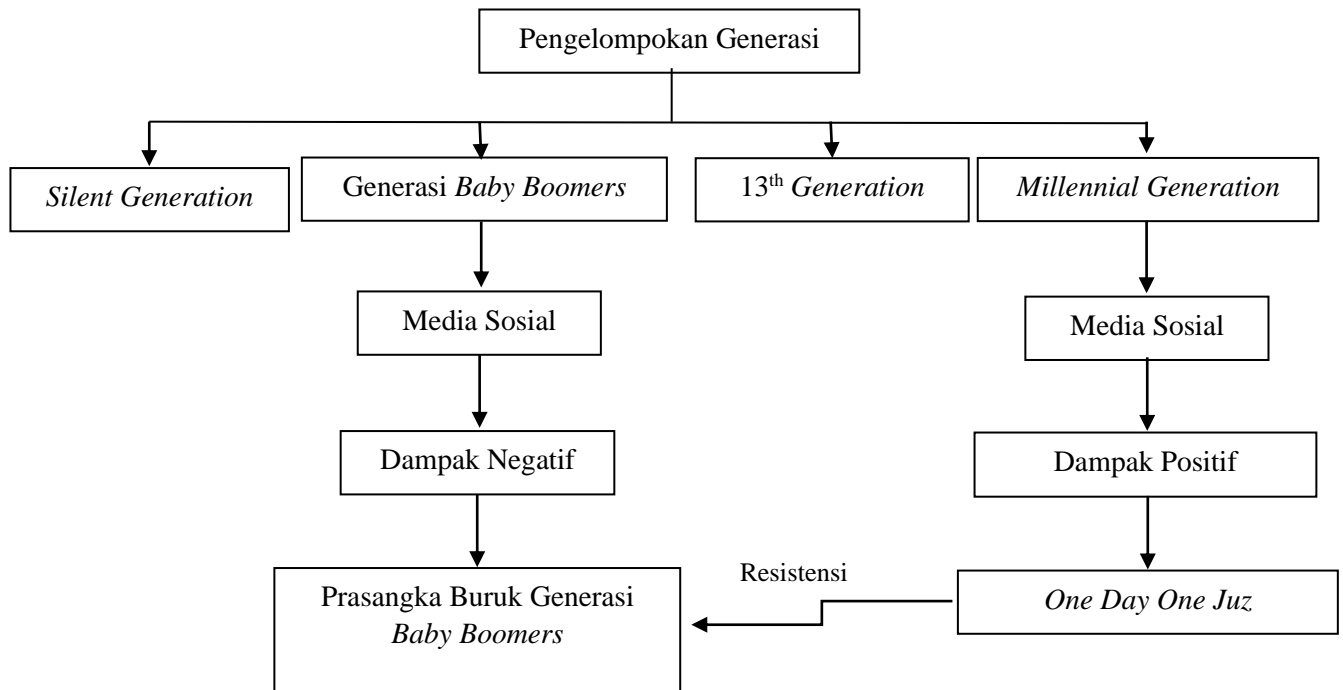 Pengelompokan Generasi
Silent Generation
Generasi Baby Boomers
13th Generation
Millennial Generation
Media Sosial
Media Sosial
Dampak Negatif
Dampak Positif
Prasangka Buruk Generasi
Baby Boomers
Resistensi
One Day One Juz